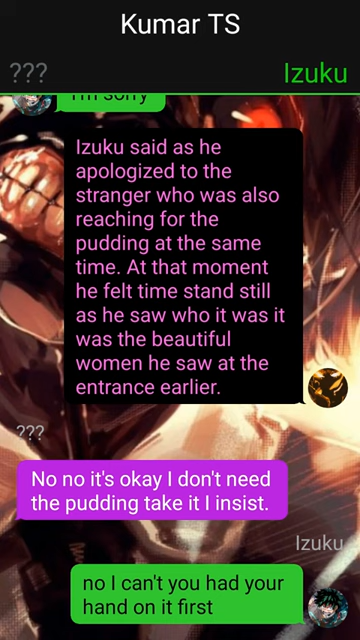 Kumar TS
??? Izuku
I'm sorry
Izuku said as he
apologized to the
stranger who was also
reaching for the
pudding at the same
time. At that moment
he felt time stand still
as he saw who it was it
was the beautiful
women he saw at the
entrance earlier.
???
No no it's okay I don't need
the pudding take it I insist.
Izuku
no I can't you had your
hand on it first